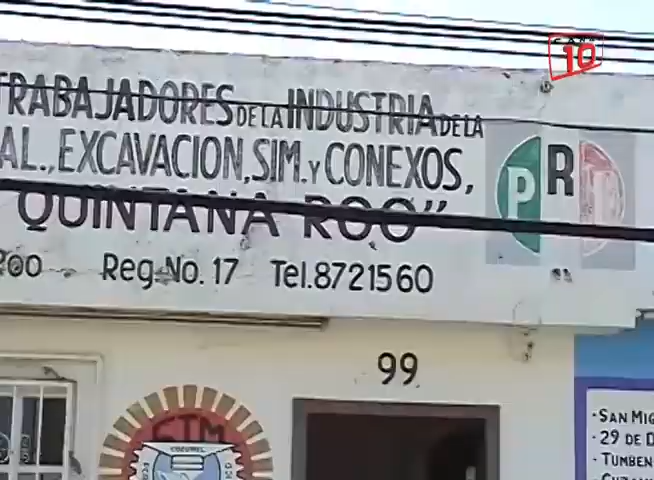 CANAL 10
TRABAJADORES DE LA INDUSTRIA DE LA
AL., EXCAVACION, SIM. Y CONEXOS,
QUINTANA ROO"
PRI
Roo Reg. No. 17 Tel. 8721560
99
CTM
COZUMEL
· SAN MIG
· 29 DE D
· TUMBEN